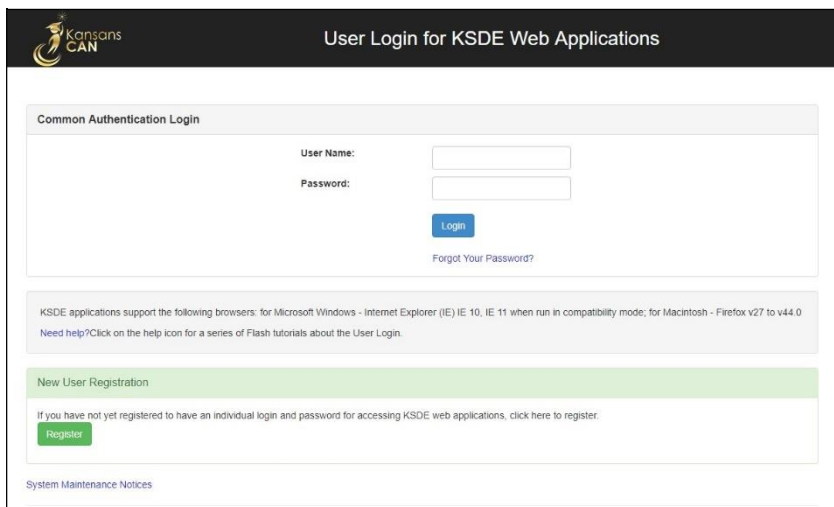 Kansans
CAN
User Login for KSDE Web Applications
Common Authentication Login
User Name:
Password:
Login
Forgot Your Password?
KSDE applications support the following browsers: for Microsoft Windows - Internet Explorer (IE) IE 10, IE 11 when run in compatibility mode; for Macintosh - Firefox v27 to v44.0
Need help?Click on the help icon for a series of Flash tutorials about the User Login.
New User Registration
If you have not yet registered to have an individual login and password for accessing KSDE web applications, click here to register.
Register
System Maintenance Notices